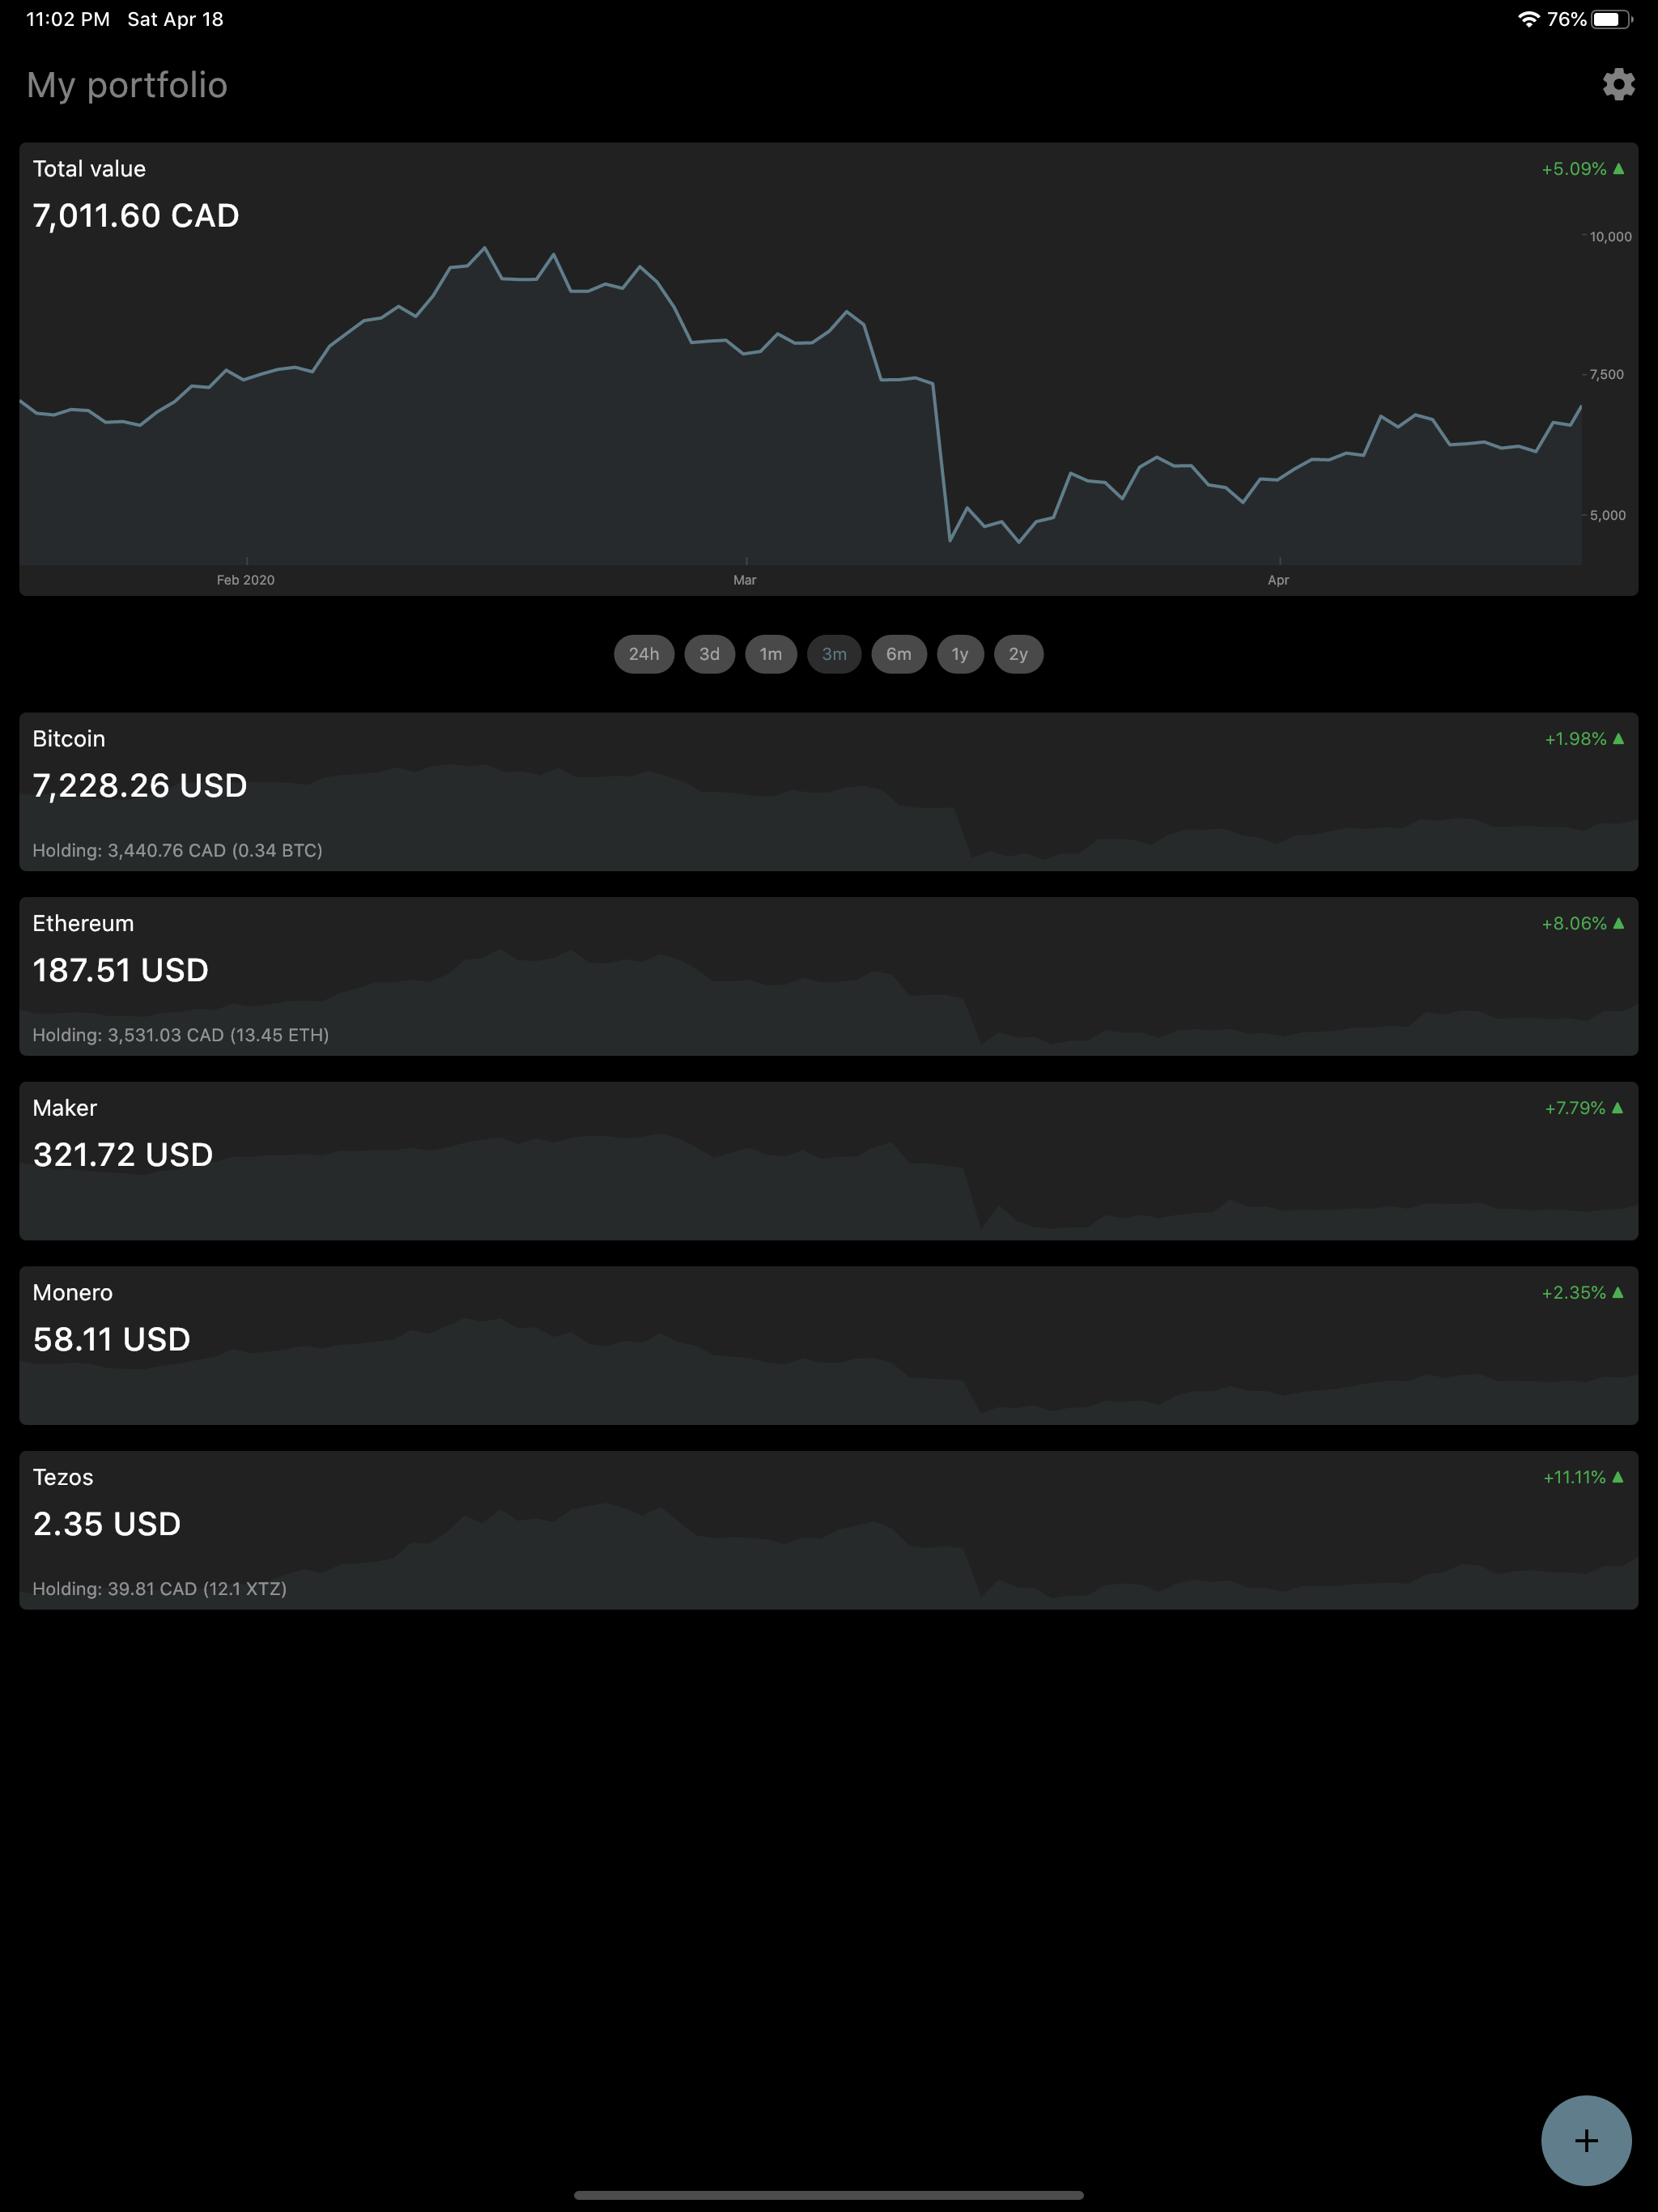 11:02 PM Sat Apr 18 76%
My portfolio
Total value +5.09% ▲
7,011.60 CAD
10,000
7,500
5,000
Feb 2020 Mar Apr
24h 3d 1m 3m 6m 1y 2y
Bitcoin +1.98% ▲
7,228.26 USD
Holding: 3,440.76 CAD (0.34 BTC)
Ethereum +8.06% ▲
187.51 USD
Holding: 3,531.03 CAD (13.45 ETH)
Maker +7.79% ▲
321.72 USD
Monero +2.35% ▲
58.11 USD
Tezos +11.11% ▲
2.35 USD
Holding: 39.81 CAD (12.1 XTZ)
+